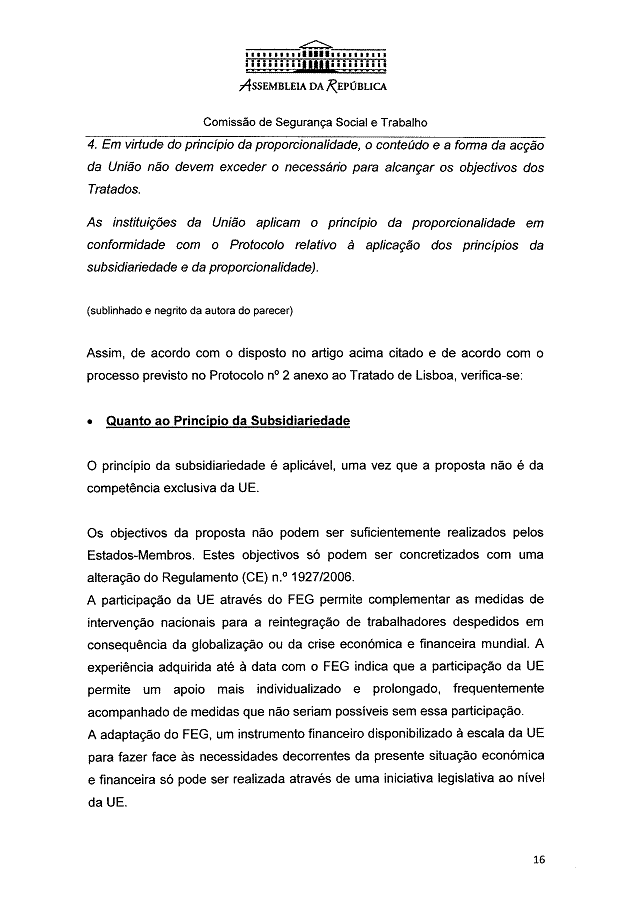 ASSEMBLEIA DA REPÚBLICA
Comissão de Segurança Social e Trabalho
4. Em virtude do princípio da proporcionalidade, o conteúdo e a forma da acção
da União não devem exceder o necessário para alcançar os objectivos dos
Tratados.
As instituições da União aplicam o princípio da proporcionalidade em
conformidade com o Protocolo relativo à aplicação dos princípios da
subsidiariedade e da proporcionalidade).
(sublinhado e negrito da autora do parecer)
Assim, de acordo com o disposto no artigo acima citado e de acordo com o
processo previsto no Protocolo nº 2 anexo ao Tratado de Lisboa, verifica-se:
• Quanto ao Princípio da Subsidiariedade
O princípio da subsidiariedade é aplicável, uma vez que a proposta não é da
competência exclusiva da UE.
Os objectivos da proposta não podem ser suficientemente realizados pelos
Estados-Membros. Estes objectivos só podem ser concretizados com uma
alteração do Regulamento (CE) n.º 1927/2006.
A participação da UE através do FEG permite complementar as medidas de
intervenção nacionais para a reintegração de trabalhadores despedidos em
consequência da globalização ou da crise económica e financeira mundial. A
experiência adquirida até à data com o FEG indica que a participação da UE
permite um apoio mais individualizado e prolongado, frequentemente
acompanhado de medidas que não seriam possíveis sem essa participação.
A adaptação do FEG, um instrumento financeiro disponibilizado à escala da UE
para fazer face às necessidades decorrentes da presente situação económica
e financeira só pode ser realizada através de uma iniciativa legislativa ao nível
da UE.
16